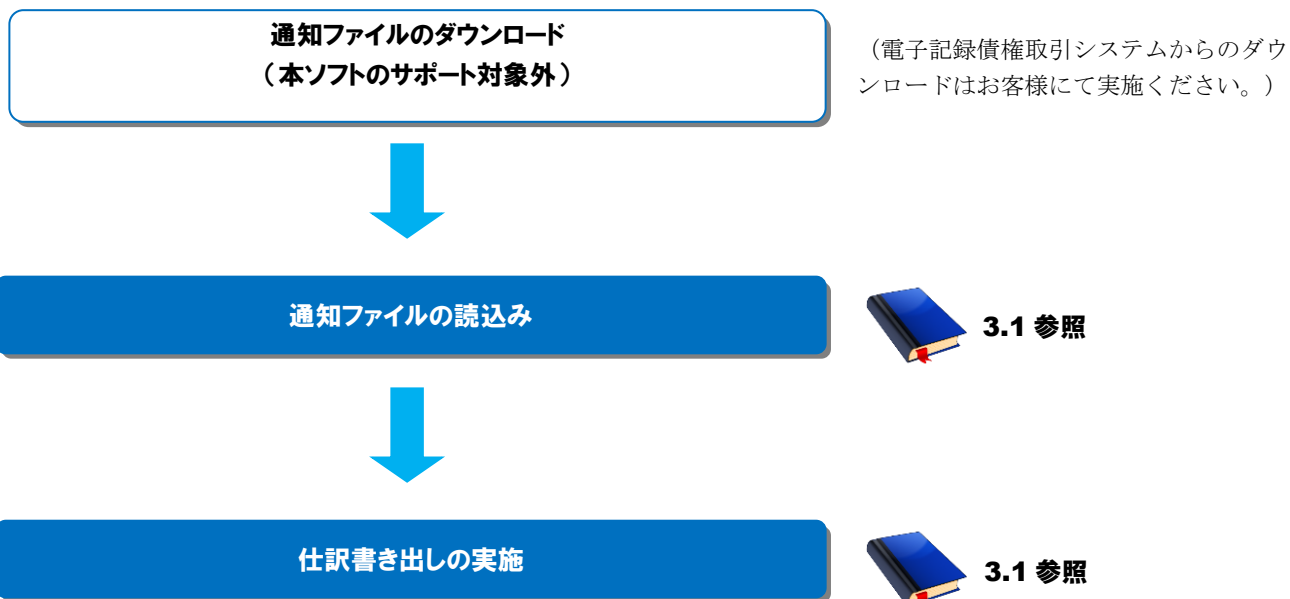 通知ファイルのダウンロード
（本ソフトのサポート対象外）
（電子記録債権取引システムからのダウ
ンロードはお客様にて実施ください。）
通知ファイルの読込み
3.1 参照
仕訳書き出しの実施
3.1 参照